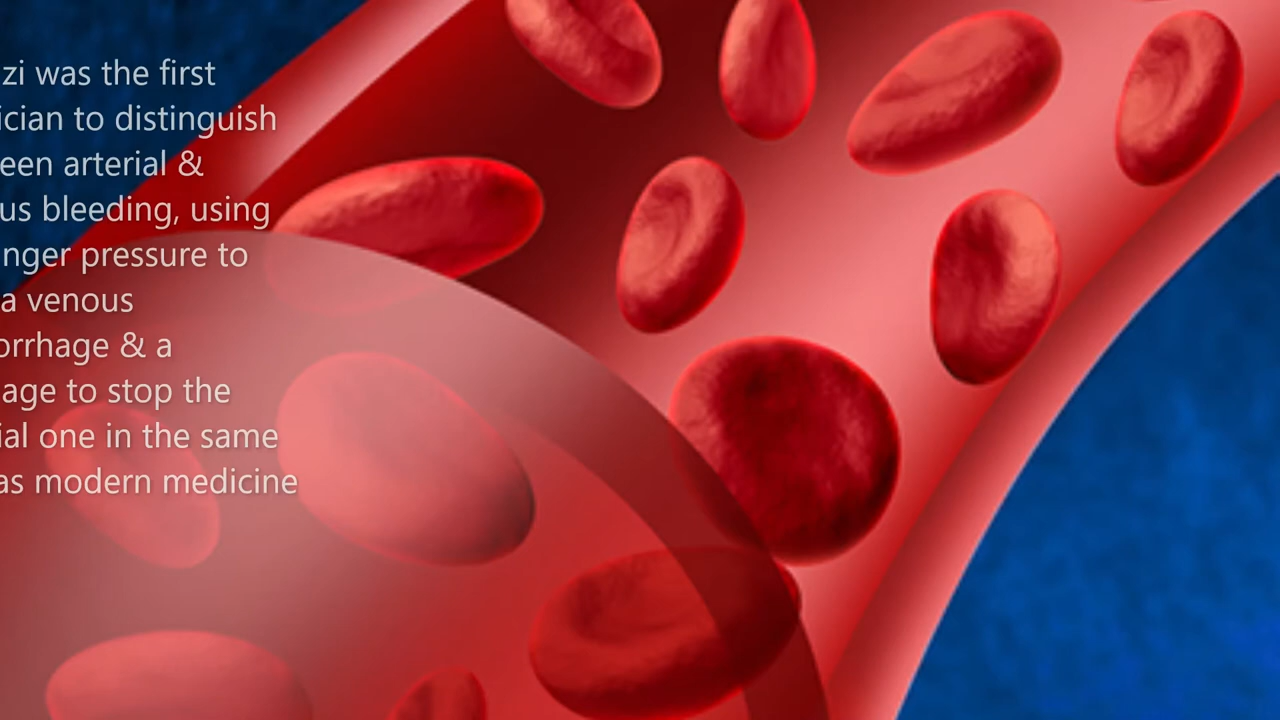 zi was the first
ician to distinguish
een arterial &
us bleeding, using
nger pressure to
a venous
orrhage & a
age to stop the
ial one in the same
as modern medicine